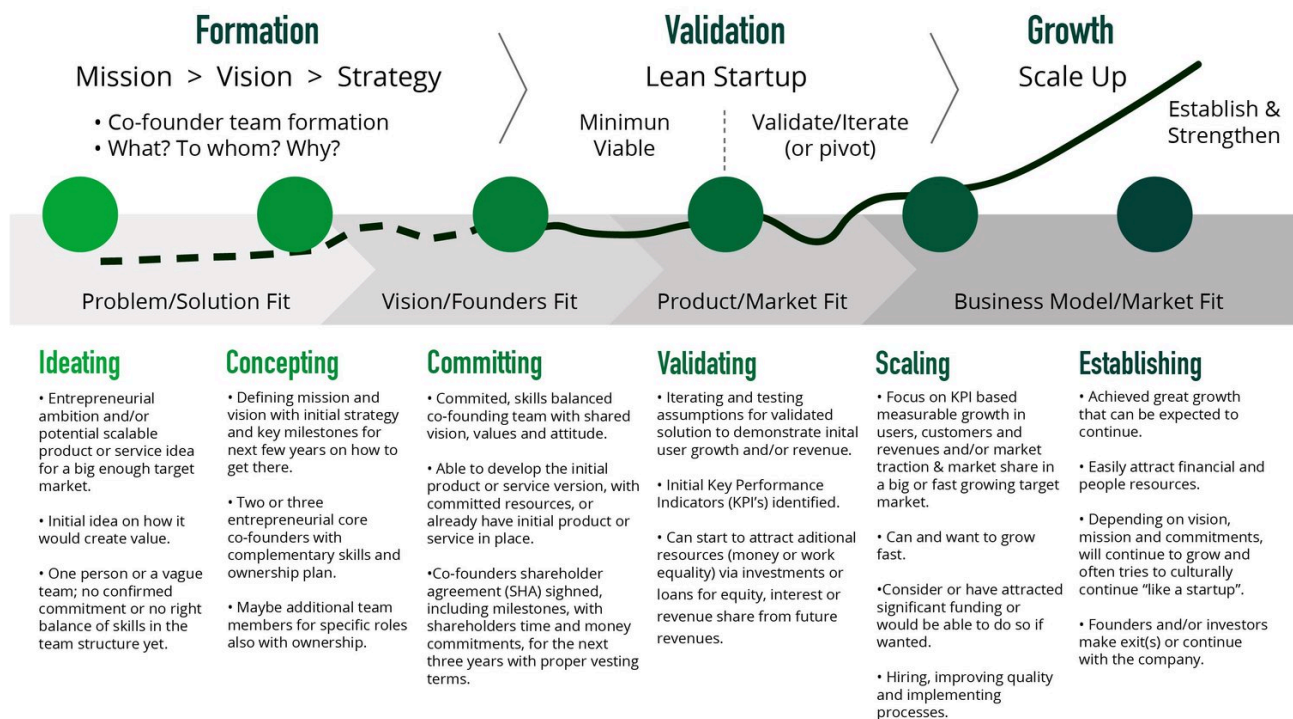 Formation
Mission > Vision > Strategy
• Co-founder team formation
• What? To whom? Why?
Validation
Lean Startup
Minimun
Viable
Validate/Iterate
(or pivot)
Growth
Scale Up
Establish &
Strengthen
Problem/Solution Fit
Vision/Founders Fit
Product/Market Fit
Business Model/Market Fit
Ideating
• Entrepreneurial
ambition and/or
potential scalable
product or service idea
for a big enough target
market.
• Initial idea on how it
would create value.
• One person or a vague
team; no confirmed
commitment or no right
balance of skills in the
team structure yet.
Concepting
• Defining mission and
vision with initial strategy
and key milestones for
next few years on how to
get there.
• Two or three
entrepreneurial core
co-founders with
complementary skills and
ownership plan.
• Maybe additional team
members for specific roles
also with ownership.
Committing
• Commited, skills balanced
co-founding team with shared
vision, values and attitude.
• Able to develop the initial
product or service version, with
committed resources, or
already have initial product or
service in place.
•Co-founders shareholder
agreement (SHA) sighned,
including milestones, with
shareholders time and money
commitments, for the next
three years with proper vesting
terms.
Validating
• Iterating and testing
assumptions for validated
solution to demonstrate inital
user growth and/or revenue.
• Initial Key Performance
Indicators (KPI's) identified.
• Can start to attract aditional
resources (money or work
equality) via investments or
loans for equity, interest or
revenue share from future
revenues.
Scaling
• Focus on KPI based
measurable growth in
users, customers and
revenues and/or market
traction & market share in
a big or fast growing target
market.
• Can and want to grow
fast.
•Consider or have attracted
significant funding or
would be able to do so if
wanted.
• Hiring, improving quality
and implementing
processes.
Establishing
• Achieved great growth
that can be expected to
continue.
• Easily attract financial and
people resources.
• Depending on vision,
mission and commitments,
will continue to grow and
often tries to culturally
continue “like a startup”.
• Founders and/or investors
make exit(s) or continue
with the company.